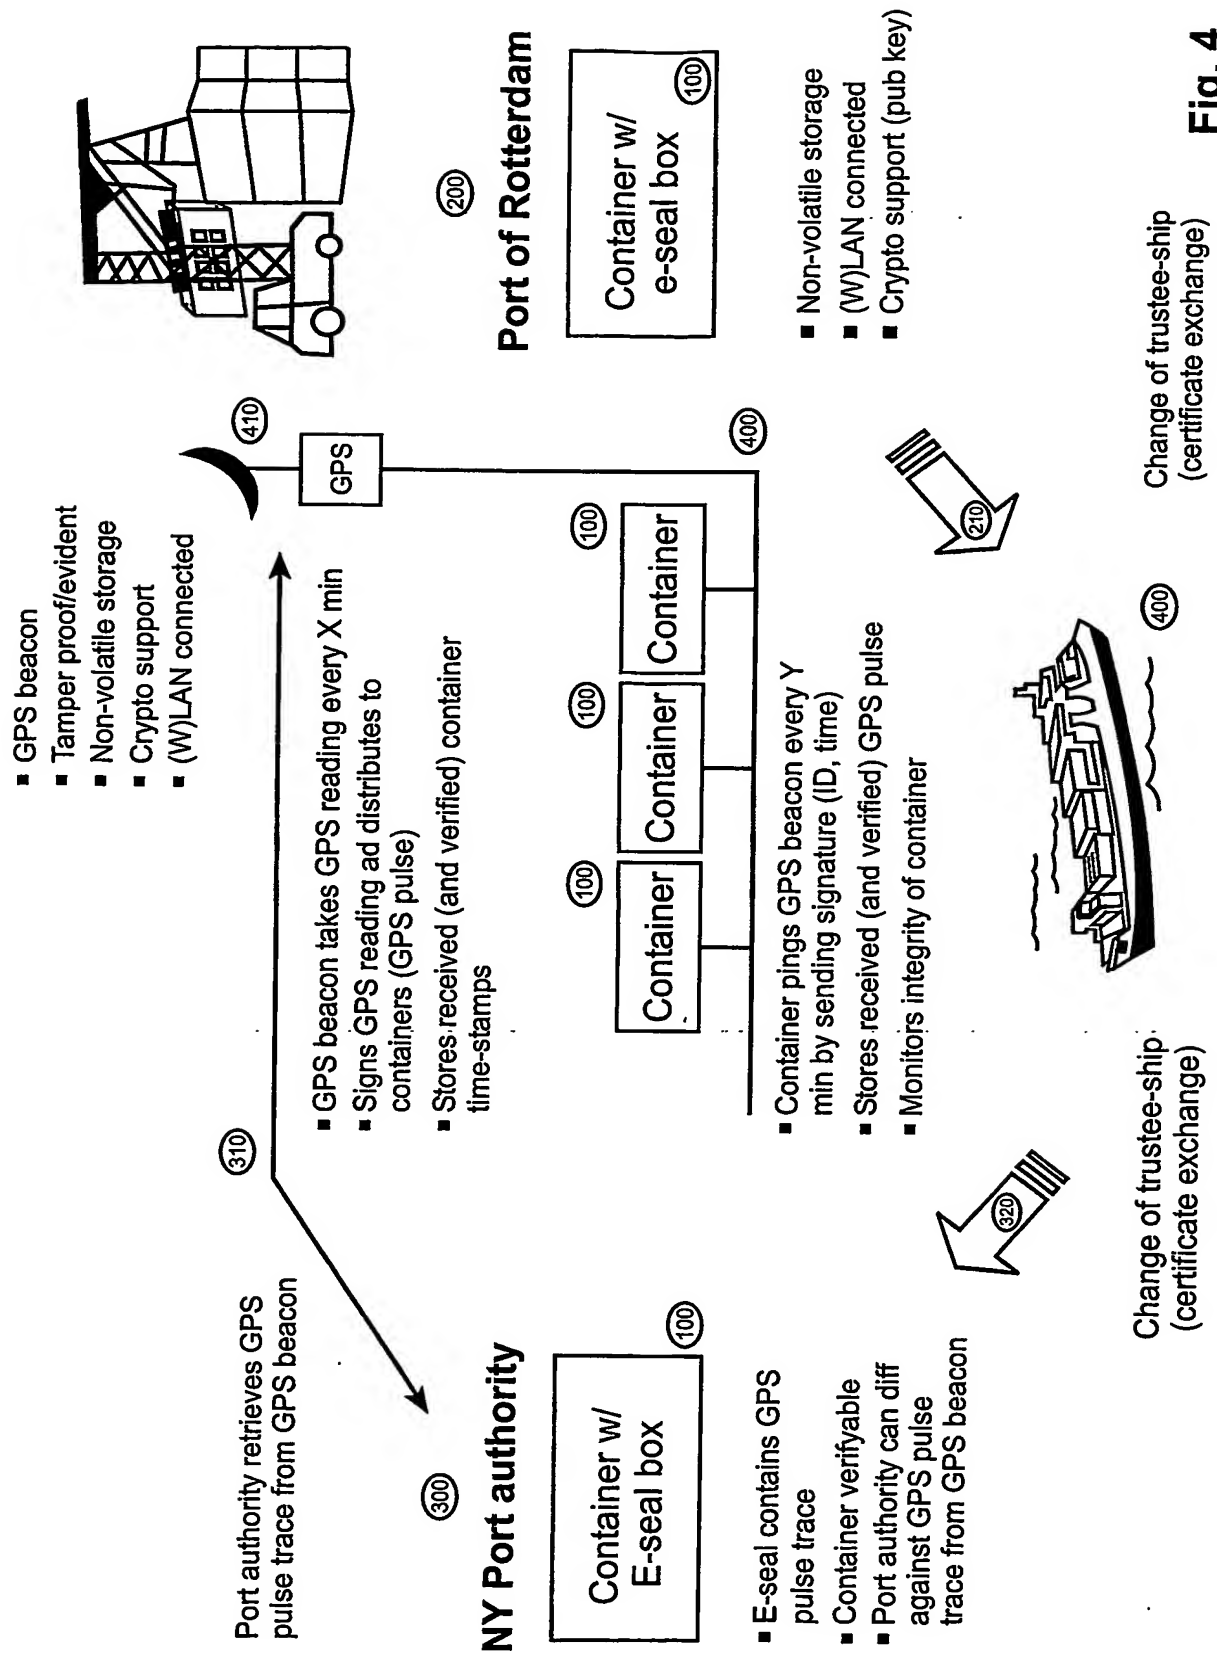 Port authority retrieves GPS
pulse trace from GPS beacon
310
■ GPS beacon
■ Tamper proof/evident
■ Non-volatile storage
■ Crypto support
■ (W)LAN connected
410
GPS
■ GPS beacon takes GPS reading every X min
■ Signs GPS reading ad distributes to
containers (GPS pulse)
■ Stores received (and verified) container
time-stamps
300
NY Port authority
Container w/
E-seal box
100
■ E-seal contains GPS
pulse trace
■ Container verifyable
■ Port authority can diff
against GPS pulse
trace from GPS beacon
100
100
100
Container
Container
Container
400
■ Container pings GPS beacon every Y
min by sending signature (ID, time)
■ Stores received (and verified) GPS pulse
■ Monitors integrity of container
200
Port of Rotterdam
Container w/
e-seal box
100
■ Non-volatile storage
■ (W)LAN connected
■ Crypto support (pub key)
320
210
400
Change of trustee-ship
(certificate exchange)
Change of trustee-ship
(certificate exchange)
Fig. 4